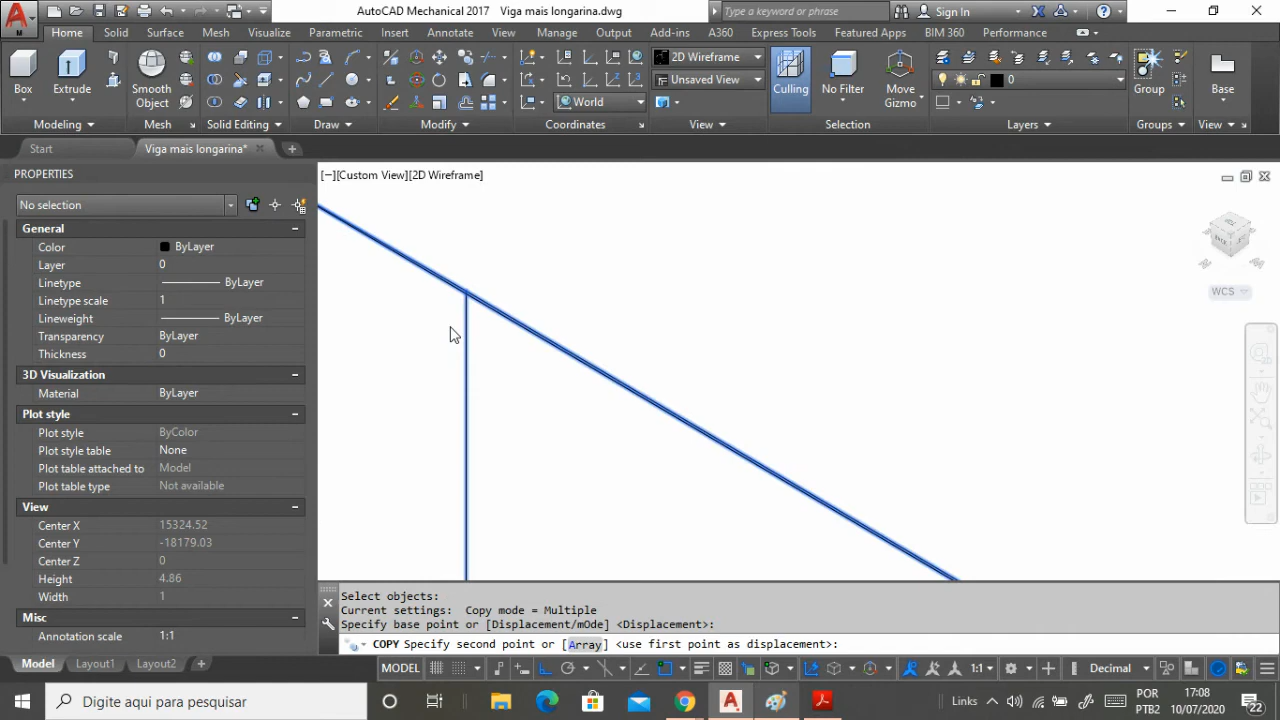 AutoCAD Mechanical 2017 Viga mais longarina.dwg
Type a keyword or phrase
Sign In
M
Home Solid Surface Mesh Visualize Parametric Insert Annotate View Manage Output Add-ins A360 Express Tools Featured Apps BIM 360 Performance
2D Wireframe
Unsaved View
World
0
Box Extrude Smooth Object Culling No Filter Move Gizmo Group Base
Modeling Mesh Solid Editing Draw Modify Coordinates View Selection Layers Groups View
Start Viga mais longarina*
PROPERTIES
[−][Custom View][2D Wireframe]
No selection
General
Color ByLayer
Layer 0
Linetype ByLayer
Linetype scale 1
Lineweight ByLayer
Transparency ByLayer
Thickness 0
WCS
3D Visualization
Material ByLayer
Plot style
Plot style ByColor
Plot style table None
Plot table attached to Model
Plot table type Not available
View
Center X 15324.52
Center Y -18179.03
Center Z 0
Height 4.86
Width 1
Misc
Annotation scale 1:1
Select objects:
Current settings: Copy mode = Multiple
Specify base point or [Displacement/mOde] <Displacement>:
COPY Specify second point or [Array] <use first point as displacement>:
Model Layout1 Layout2
MODEL 1:1 Decimal
Digite aqui para pesquisar
Links
POR
PTB2
17:08
10/07/2020
22